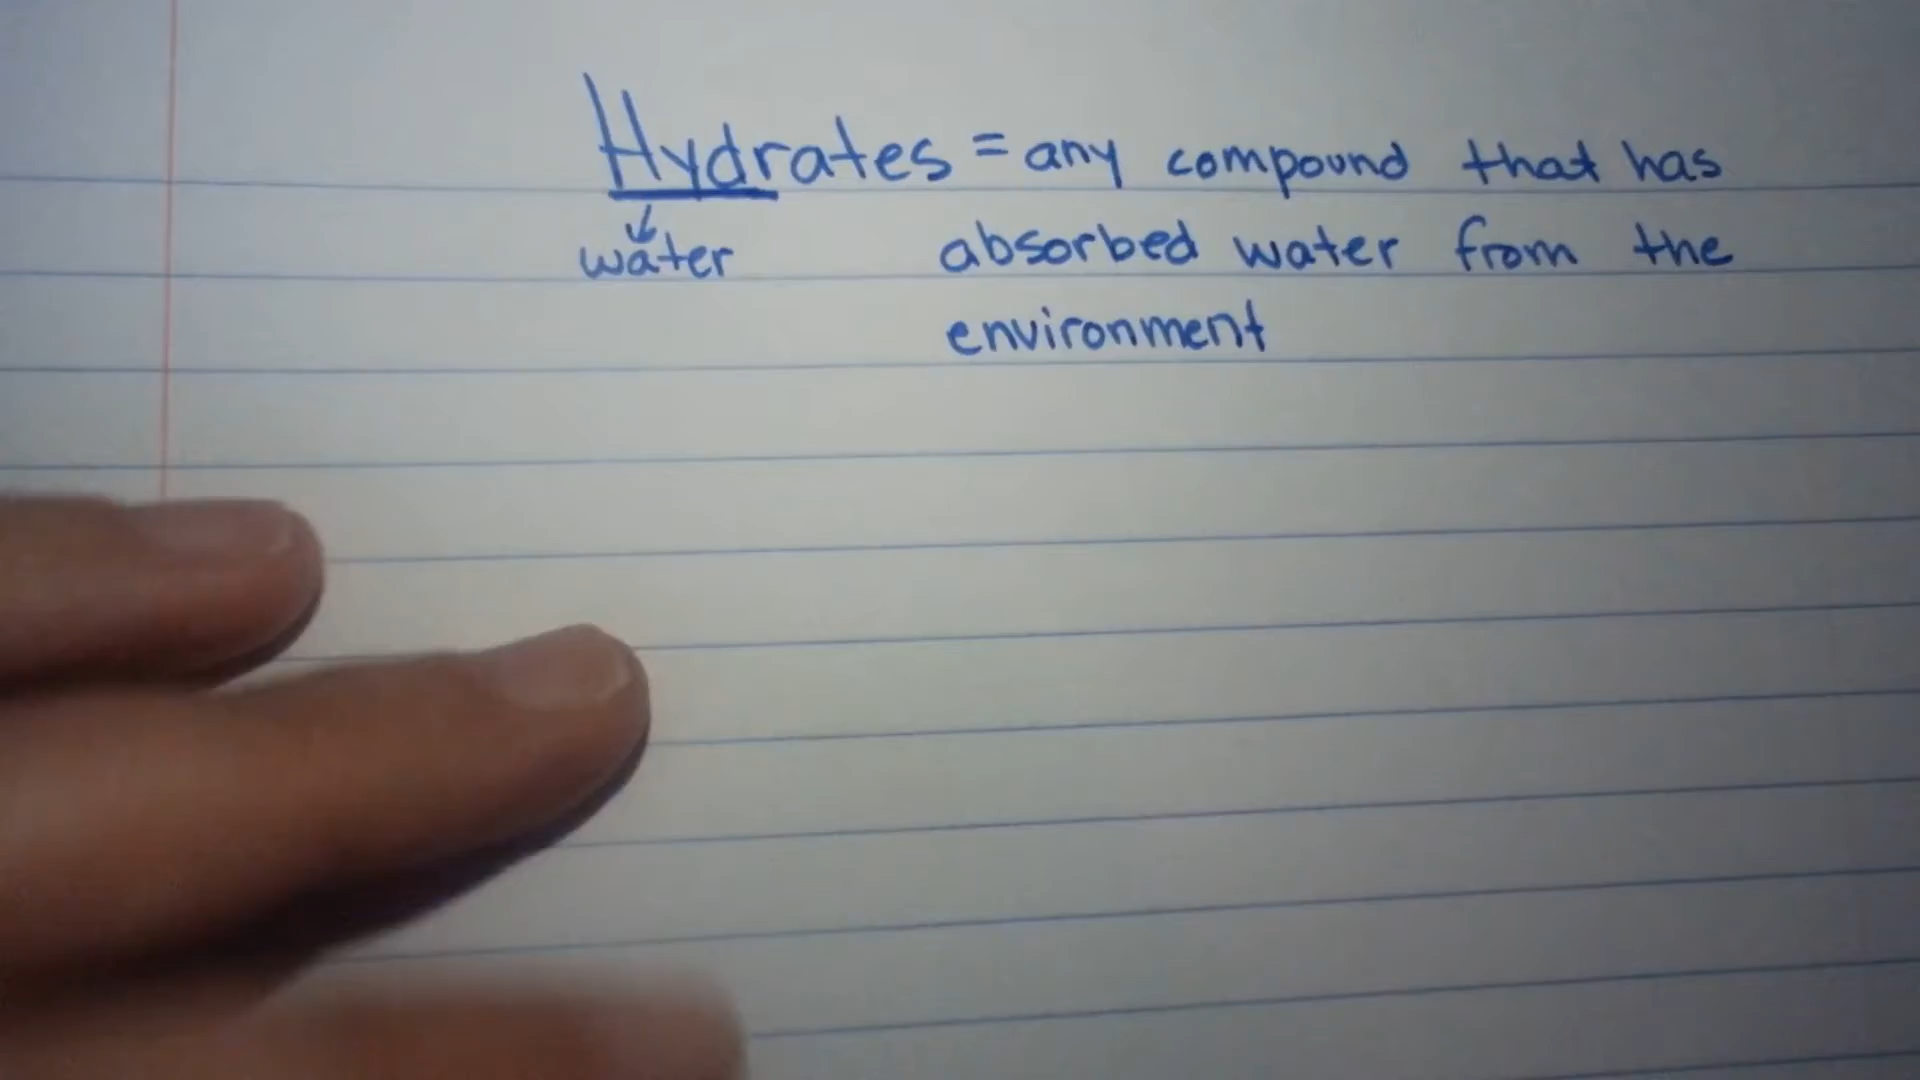 Hydrates = any compound that has
water absorbed water from the
environment